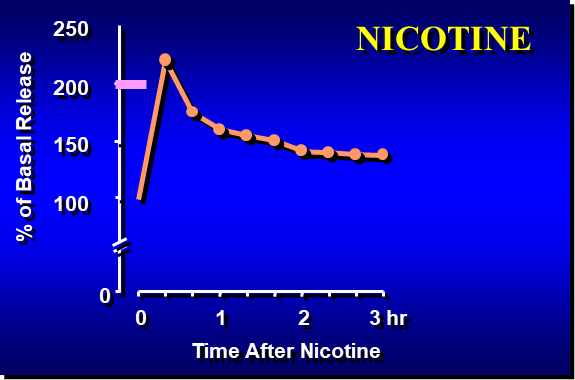 NICOTINE
250
200
150
100
0
% of Basal Release
0 1 2 3 hr
Time After Nicotine